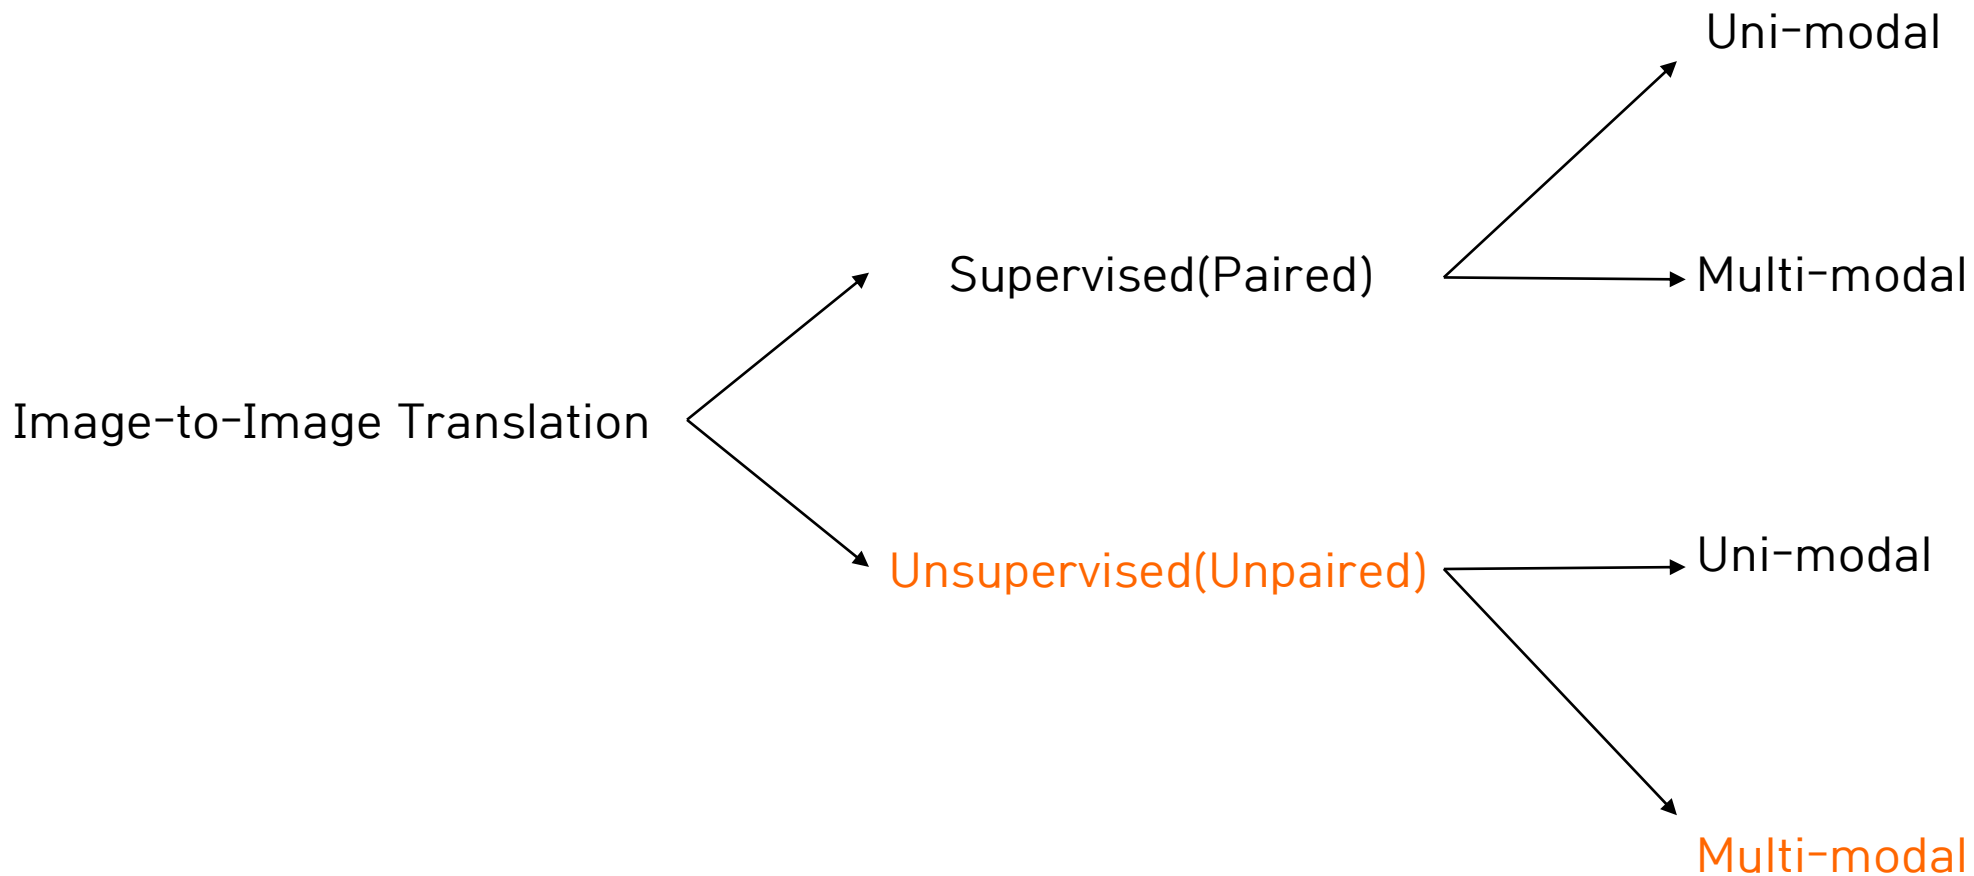 Uni-modal
Supervised(Paired)
Multi-modal
Image-to-Image Translation
Unsupervised(Unpaired)
Uni-modal
Multi-modal